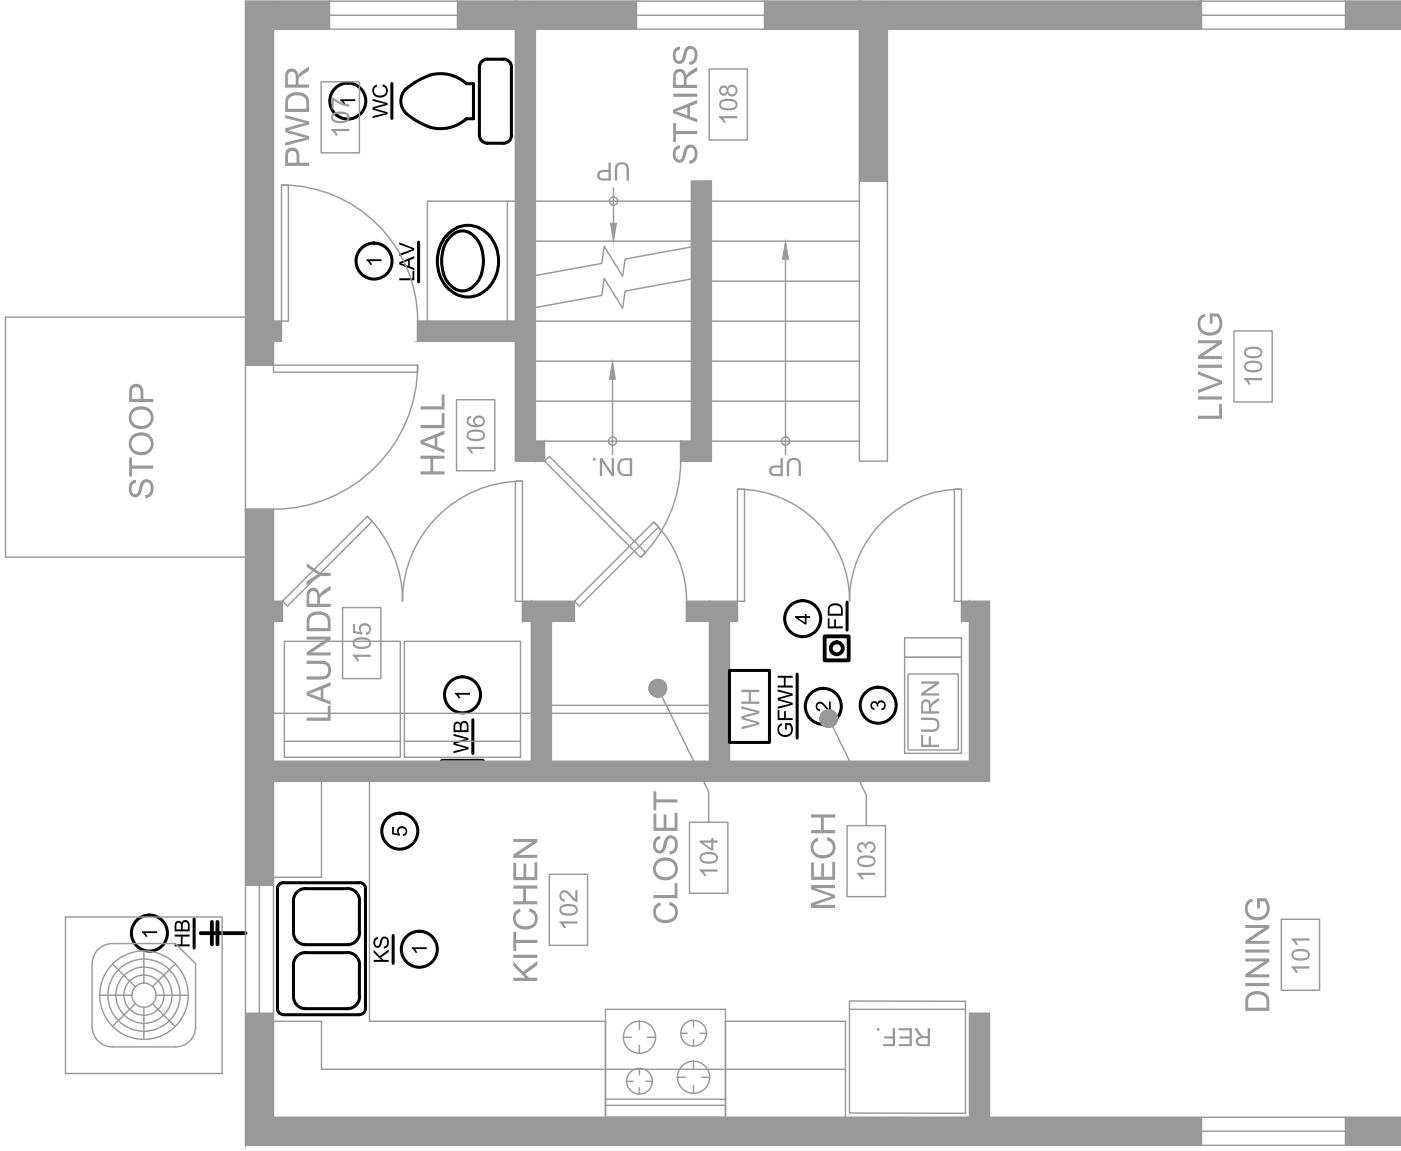 PWDR
107
1
WC
1
LAV
STAIRS
108
UP
DN.
UP
STOOP
HALL
106
LIVING
100
LAUNDRY
105
1
WB
4
FD
WH
GFWH
2
3
FURN
5
KITCHEN
102
CLOSET
104
MECH
103
1
HB
KS
1
REF.
DINING
101